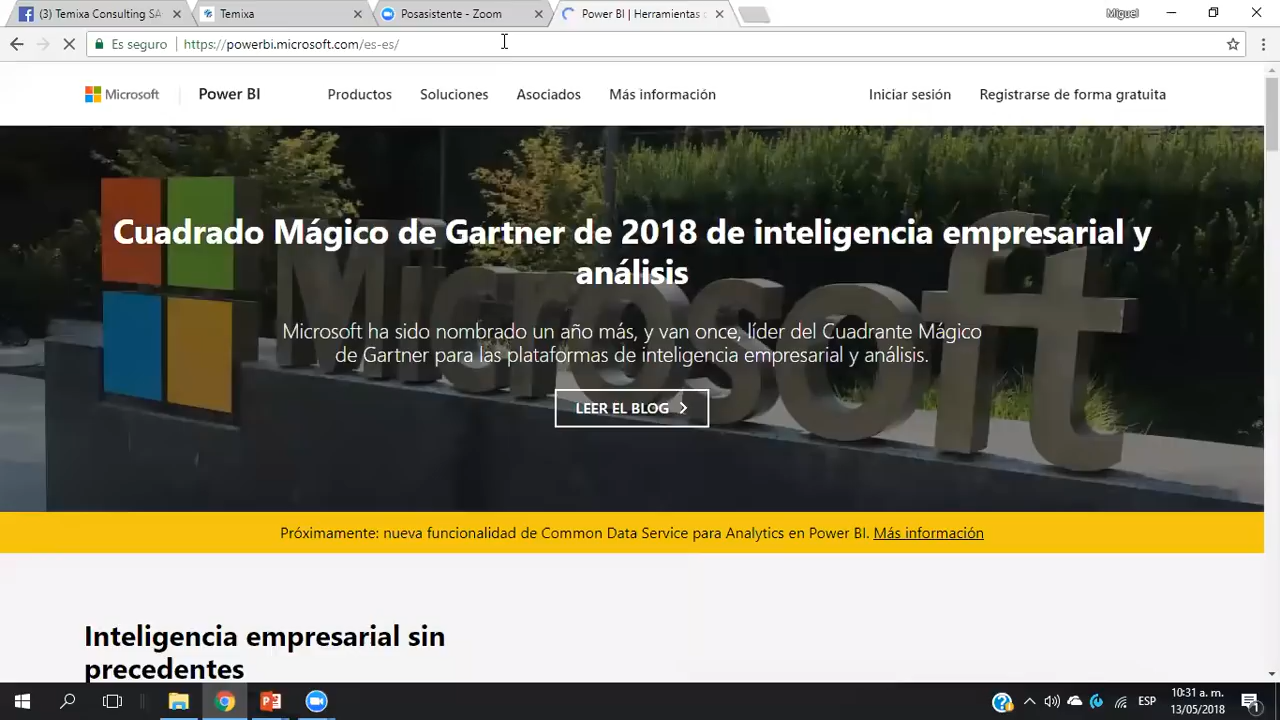 (3) Temixa Consulting SA
Temixa
Posasistente - Zoom
Power BI | Herramientas
Miguel
Es seguro
https://powerbi.microsoft.com/es-es/
Microsoft
Power BI
Productos
Soluciones
Asociados
Más información
Iniciar sesión
Registrarse de forma gratuita
Microsoft
Cuadrado Mágico de Gartner de 2018 de inteligencia empresarial y
análisis
Microsoft ha sido nombrado un año más, y van once, líder del Cuadrante Mágico
de Gartner para las plataformas de inteligencia empresarial y análisis.
LEER EL BLOG
Próximamente: nueva funcionalidad de Common Data Service para Analytics en Power BI. Más información
Inteligencia empresarial sin
precedentes
ESP
10:31 a. m.
13/05/2018
1